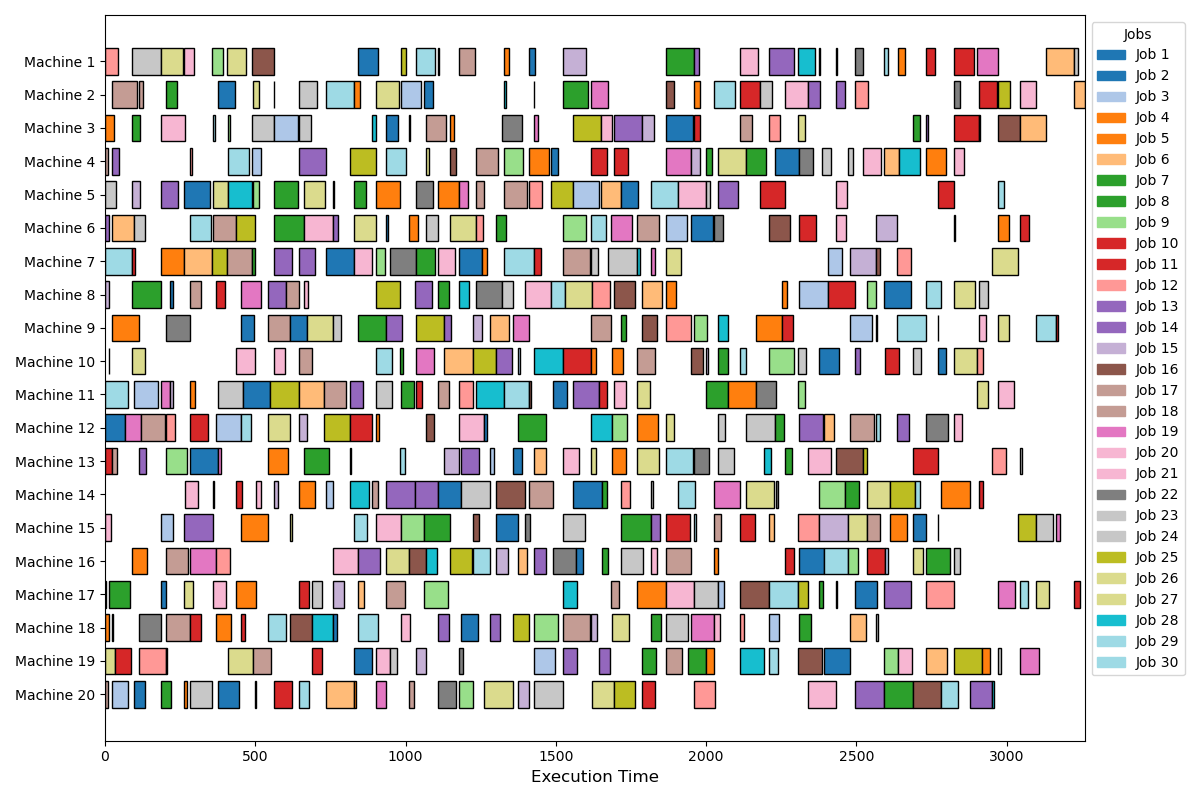 Machine 1
Machine 2
Machine 3
Machine 4
Machine 5
Machine 6
Machine 7
Machine 8
Machine 9
Machine 10
Machine 11
Machine 12
Machine 13
Machine 14
Machine 15
Machine 16
Machine 17
Machine 18
Machine 19
Machine 20
0 500 1000 1500 2000 2500 3000
Execution Time
Jobs
Job 1
Job 2
Job 3
Job 4
Job 5
Job 6
Job 7
Job 8
Job 9
Job 10
Job 11
Job 12
Job 13
Job 14
Job 15
Job 16
Job 17
Job 18
Job 19
Job 20
Job 21
Job 22
Job 23
Job 24
Job 25
Job 26
Job 27
Job 28
Job 29
Job 30